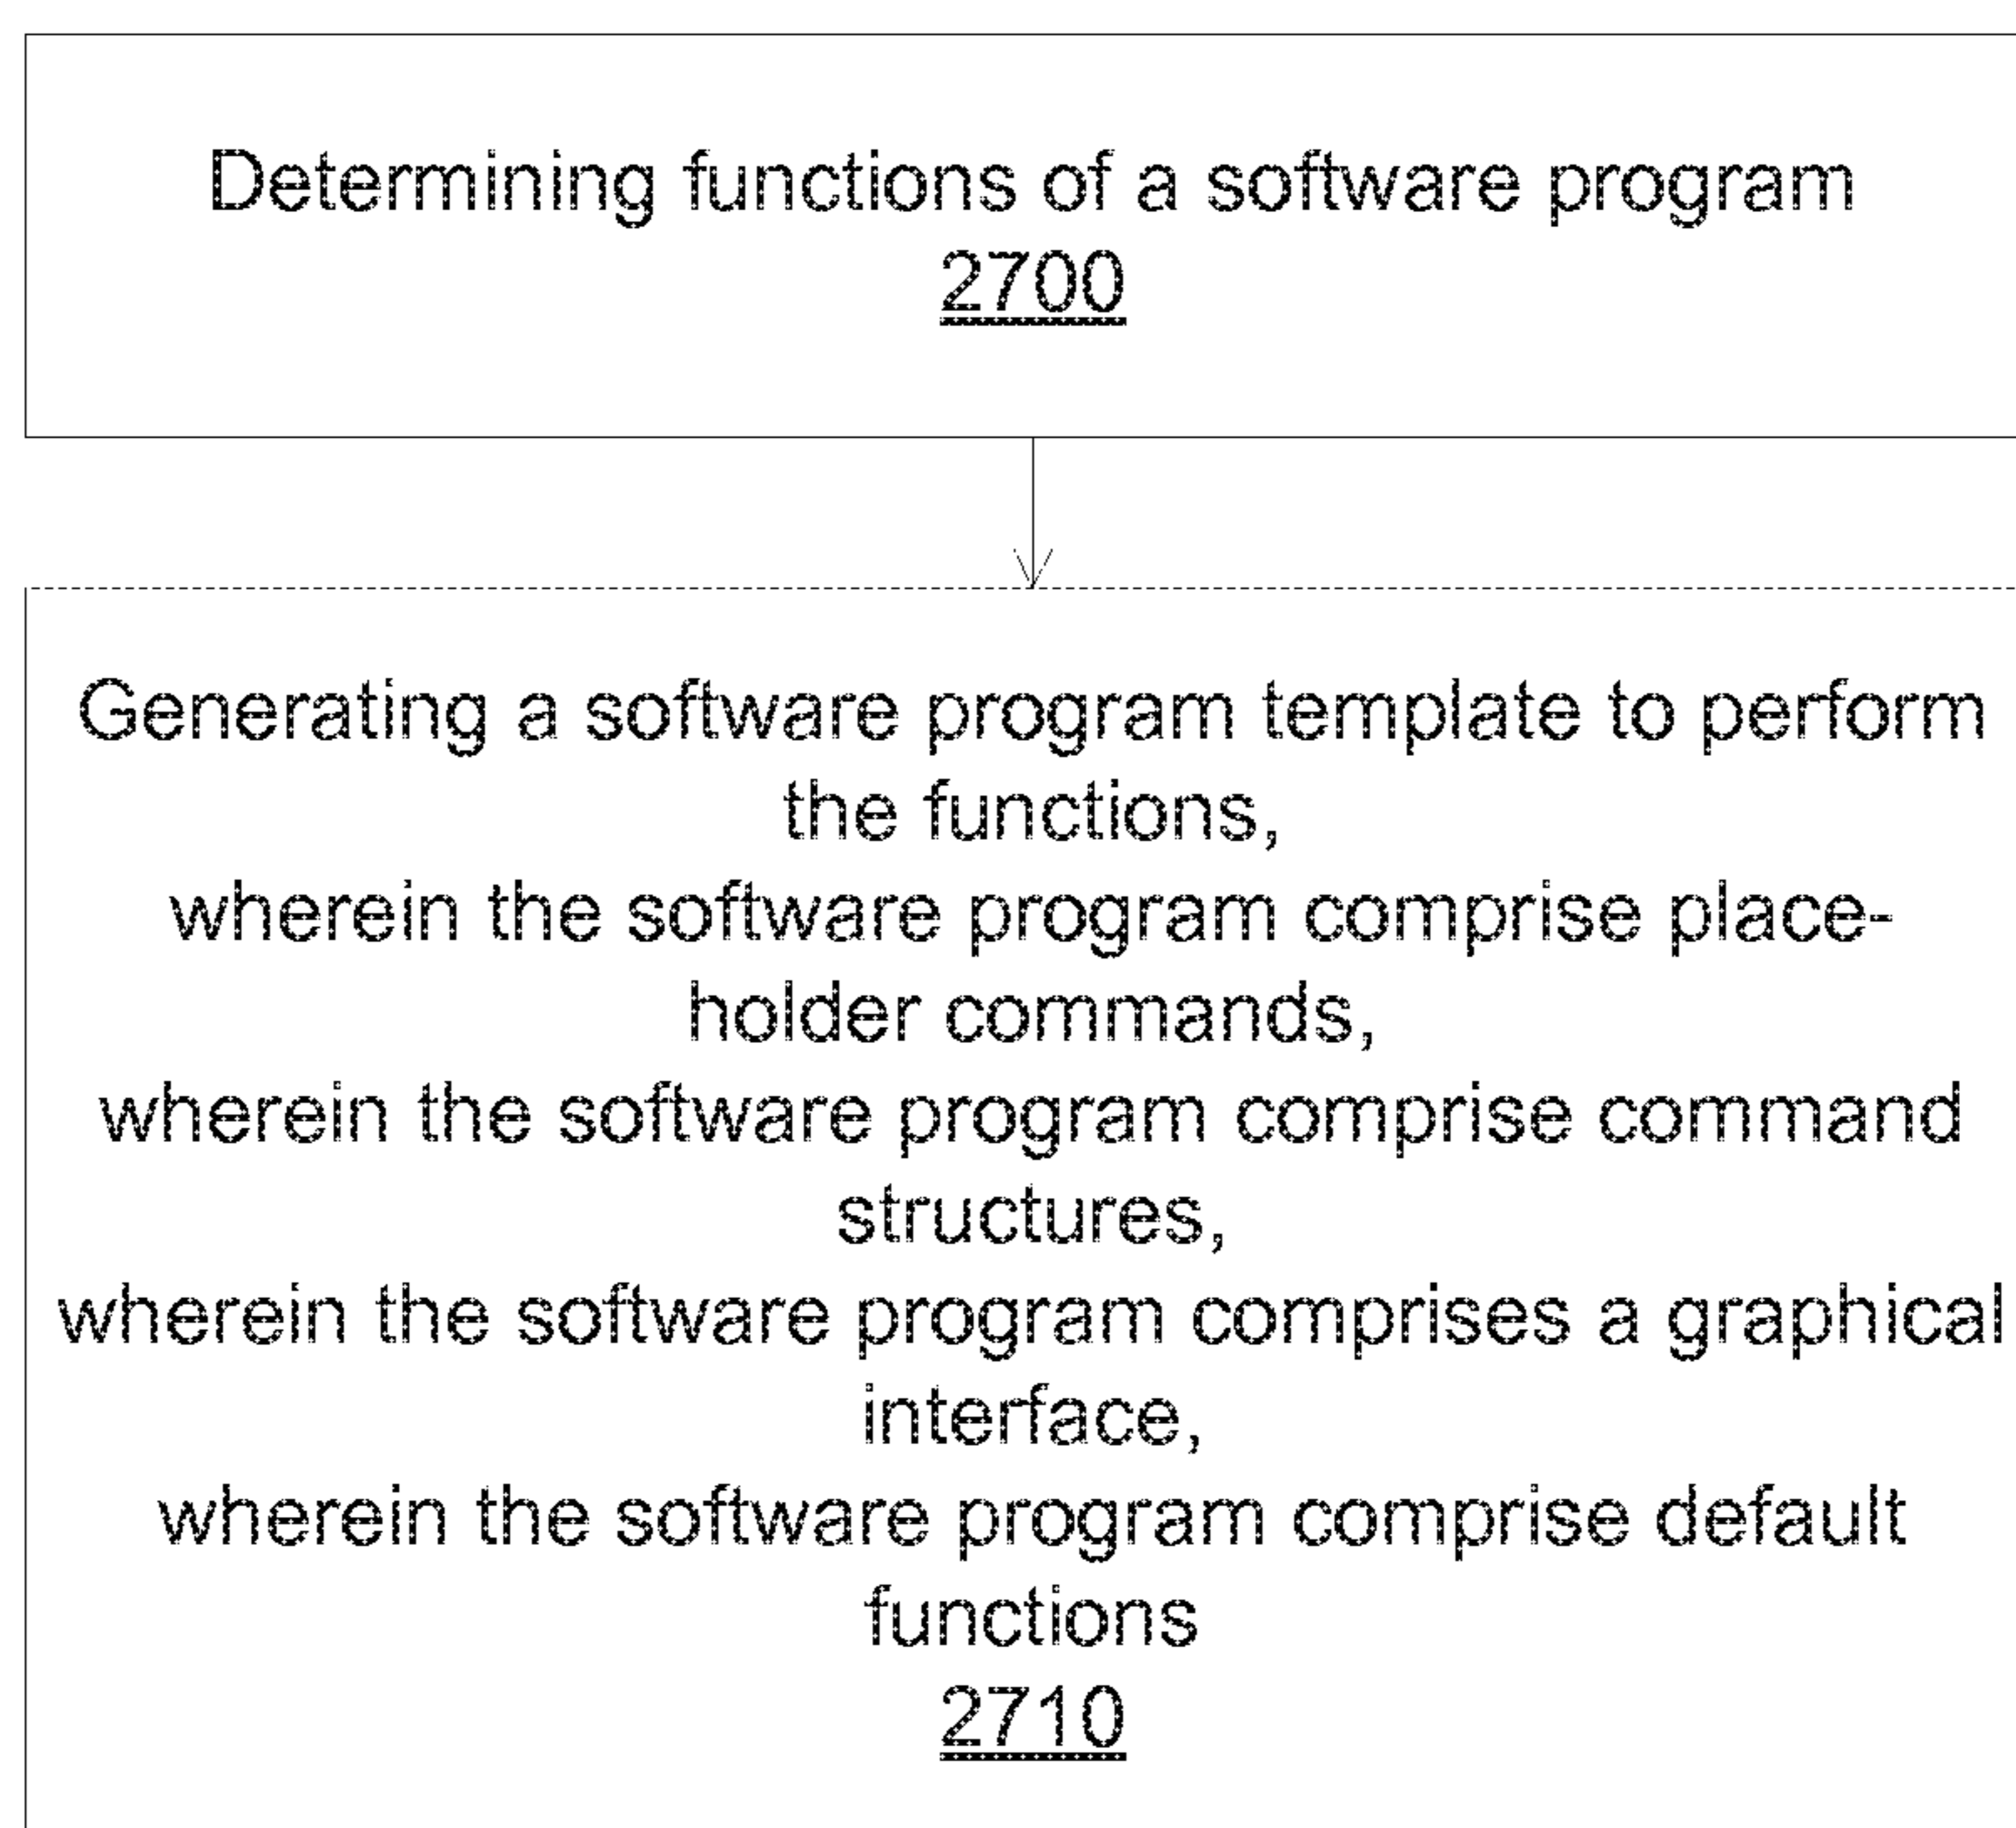 Determining functions of a software program
2700
Generating a software program template to perform
the functions,
wherein the software program comprise place-
holder commands,
wherein the software program comprise command
structures,
wherein the software program comprises a graphical
interface,
wherein the software program comprise default
functions
2710